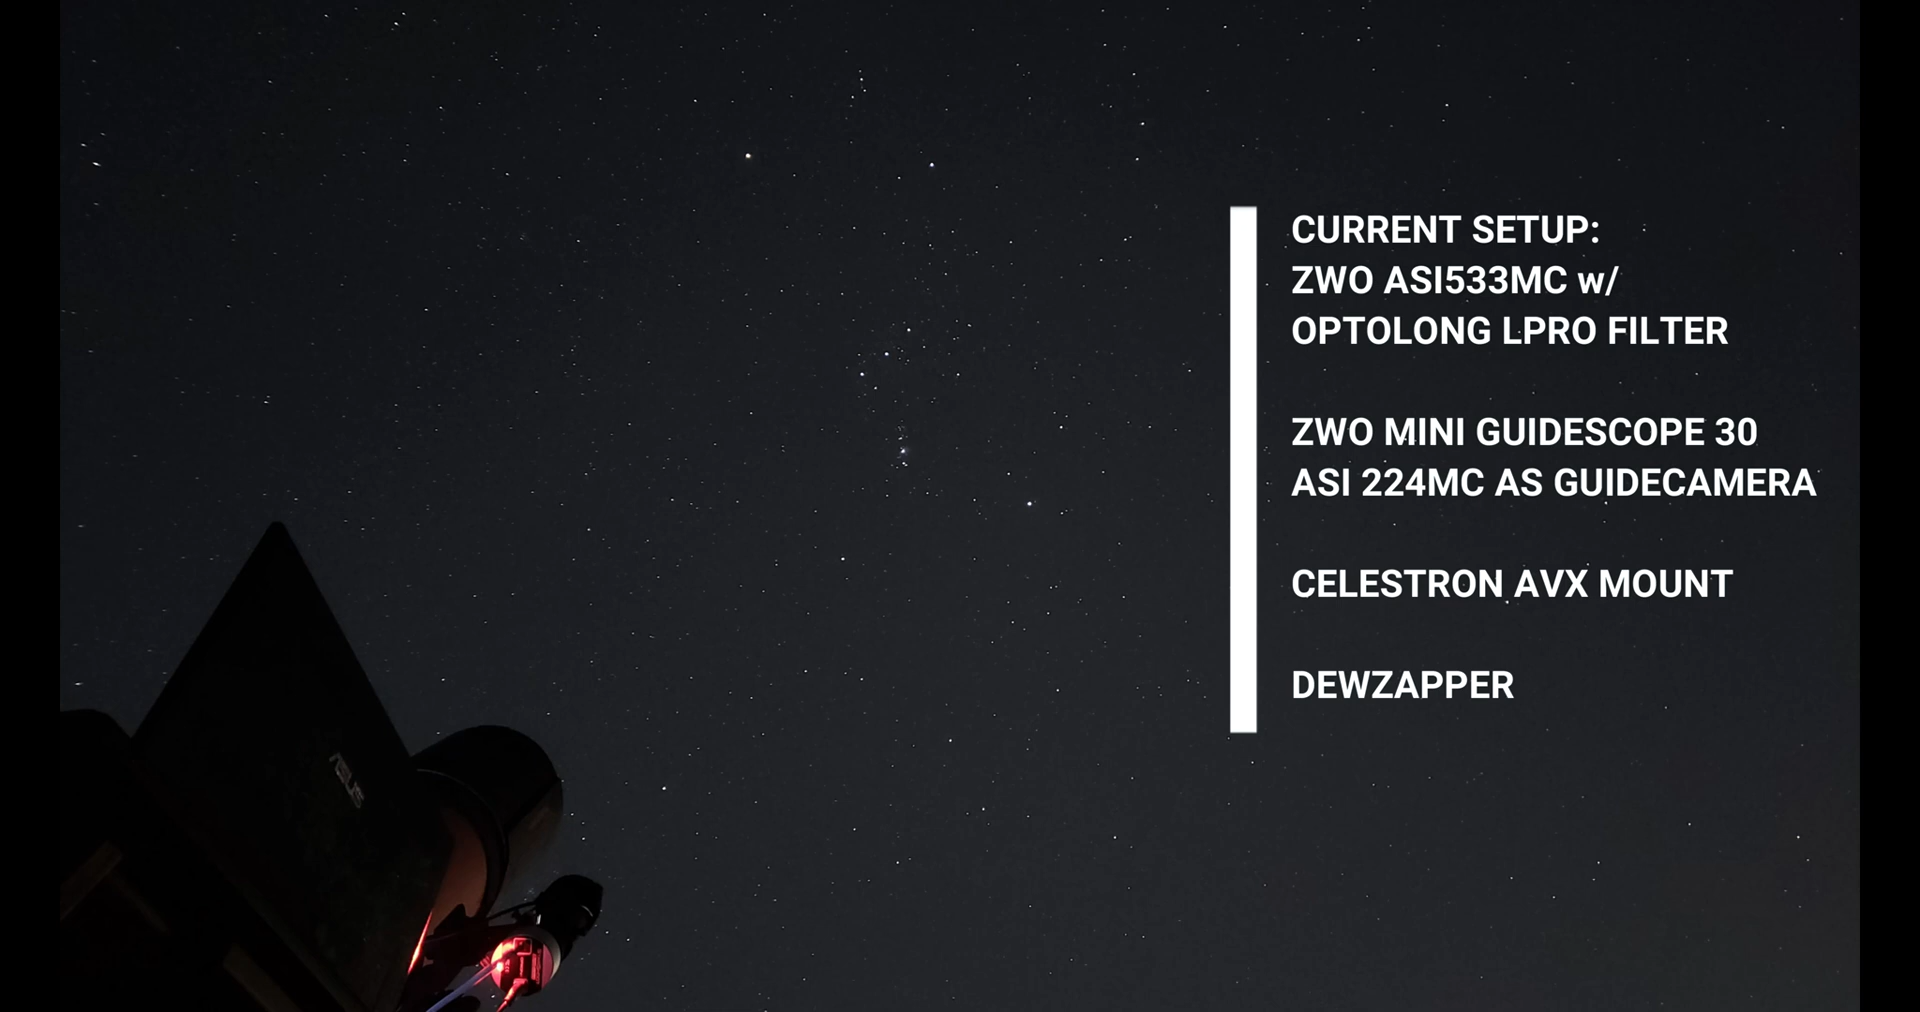 CURRENT SETUP:
ZWO ASI533MC w/
OPTOLONG LPRO FILTER
ZWO MINI GUIDESCOPE 30
ASI 224MC AS GUIDECAMERA
CELESTRON AVX MOUNT
DEWZAPPER
ASUS